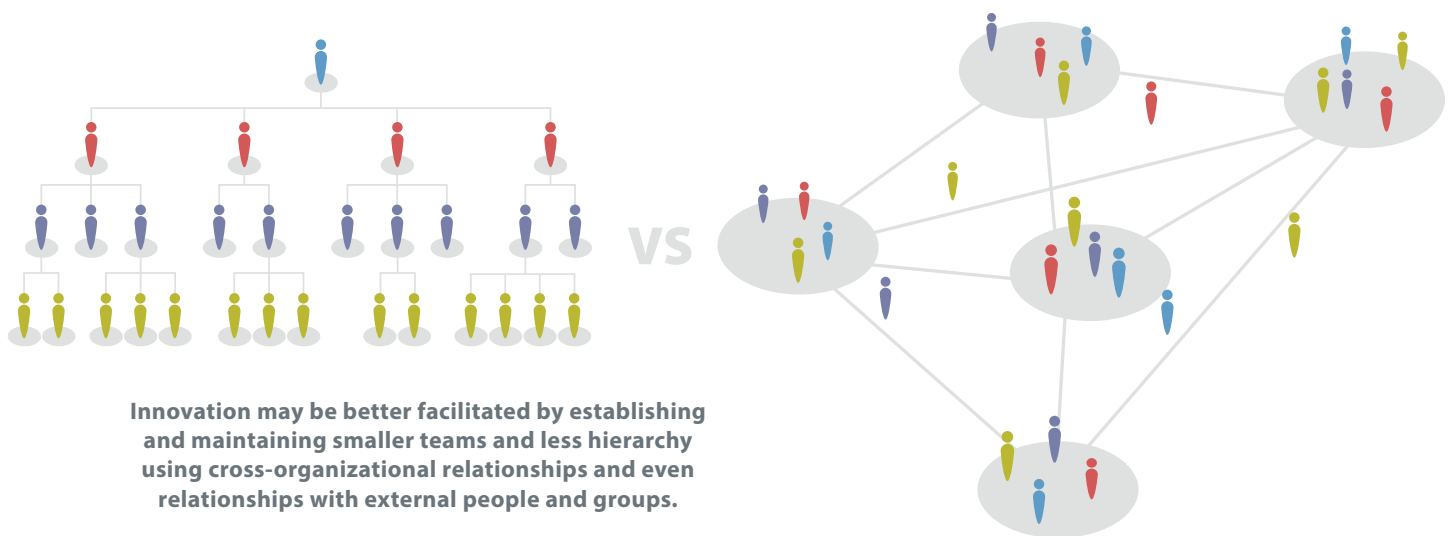 VS
Innovation may be better facilitated by establishing
and maintaining smaller teams and less hierarchy
using cross-organizational relationships and even
relationships with external people and groups.